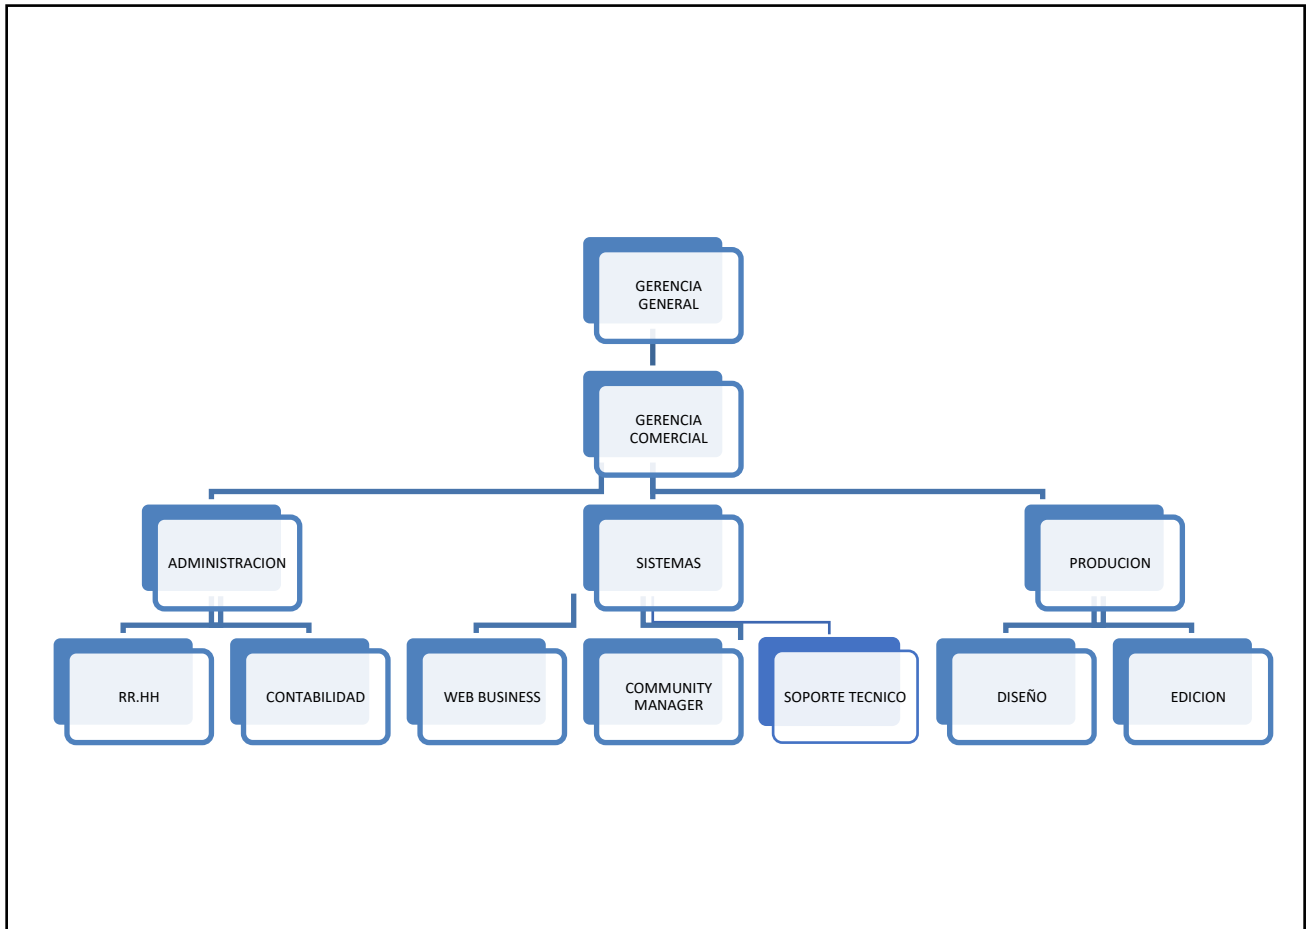 GERENCIA
GENERAL
GERENCIA
COMERCIAL
ADMINISTRACION
SISTEMAS
PRODUCION
RR.HH
CONTABILIDAD
WEB BUSINESS
COMMUNITY
MANAGER
SOPORTE TECNICO
DISEÑO
EDICION